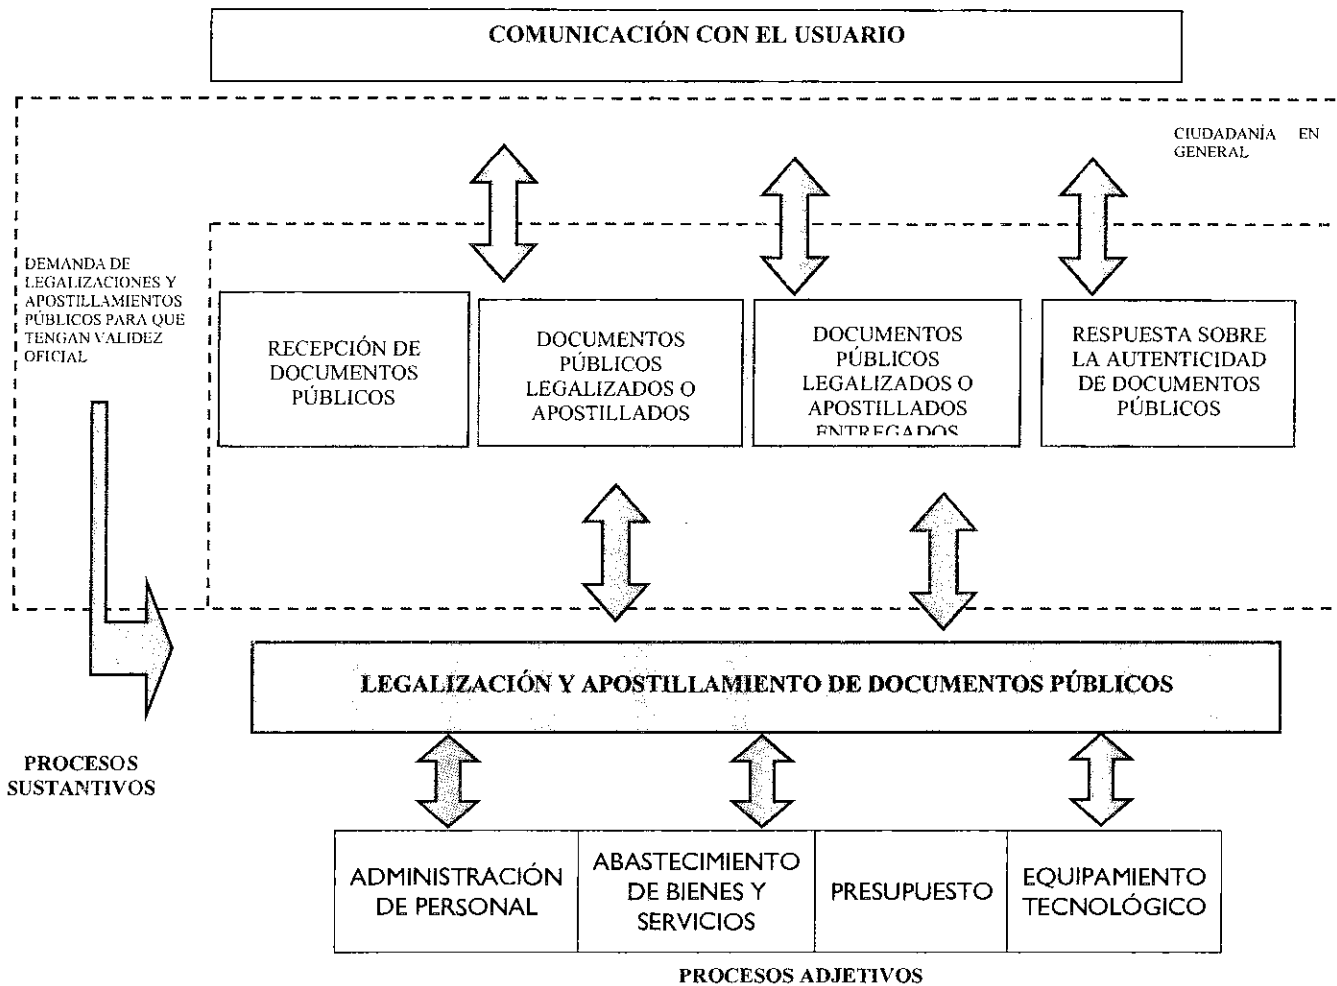 COMUNICACIÓN CON EL USUARIO
CIUDADANÍA EN
GENERAL
DEMANDA DE
LEGALIZACIONES Y
APOSTILLAMIENTOS
PÚBLICOS PARA QUE
TENGAN VALIDEZ
OFICIAL
RECEPCIÓN DE
DOCUMENTOS
PÚBLICOS
DOCUMENTOS
PÚBLICOS
LEGALIZADOS O
APOSTILLADOS
DOCUMENTOS
PÚBLICOS
LEGALIZADOS O
APOSTILLADOS
ENTREGADOS
RESPUESTA SOBRE
LA AUTENTICIDAD
DE DOCUMENTOS
PÚBLICOS
LEGALIZACIÓN Y APOSTILLAMIENTO DE DOCUMENTOS PÚBLICOS
PROCESOS
SUSTANTIVOS
ADMINISTRACIÓN
DE PERSONAL
ABASTECIMIENTO
DE BIENES Y
SERVICIOS
PRESUPUESTO
EQUIPAMIENTO
TECNOLÓGICO
PROCESOS ADJETIVOS